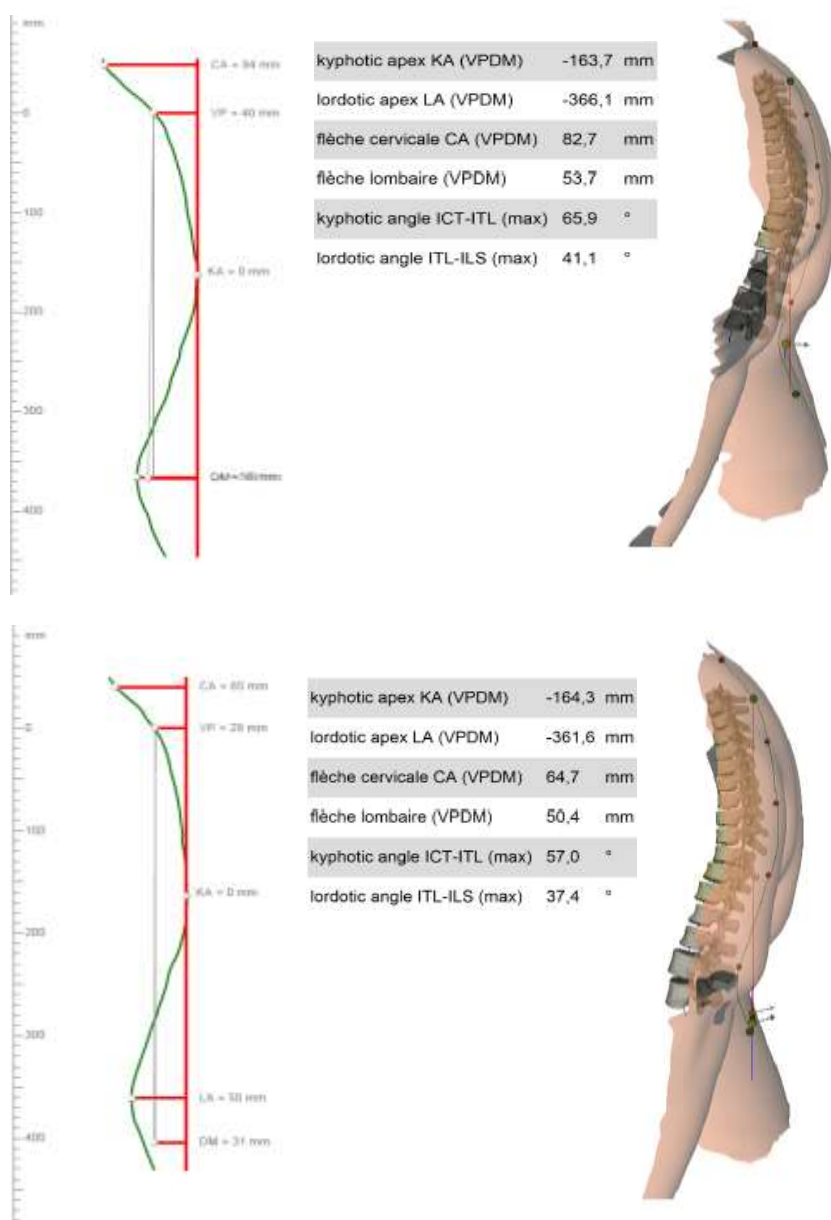 mm
CA = 94 mm
VP = 40 mm
0
100
KA = 0 mm
200
300
400
kyphotic apex KA (VPDM) -163,7 mm
lordotic apex LA (VPDM) -366,1 mm
flèche cervicale CA (VPDM) 82,7 mm
flèche lombaire (VPDM) 53,7 mm
kyphotic angle ICT-ITL (max) 65,9 °
lordotic angle ITL-ILS (max) 41,1 °
mm
CA = 65 mm
VP = 28 mm
0
100
KA = 0 mm
200
300
LA = 50 mm
DM = 31 mm
400
kyphotic apex KA (VPDM) -164,3 mm
lordotic apex LA (VPDM) -361,6 mm
flèche cervicale CA (VPDM) 64,7 mm
flèche lombaire (VPDM) 50,4 mm
kyphotic angle ICT-ITL (max) 57,0 °
lordotic angle ITL-ILS (max) 37,4 °